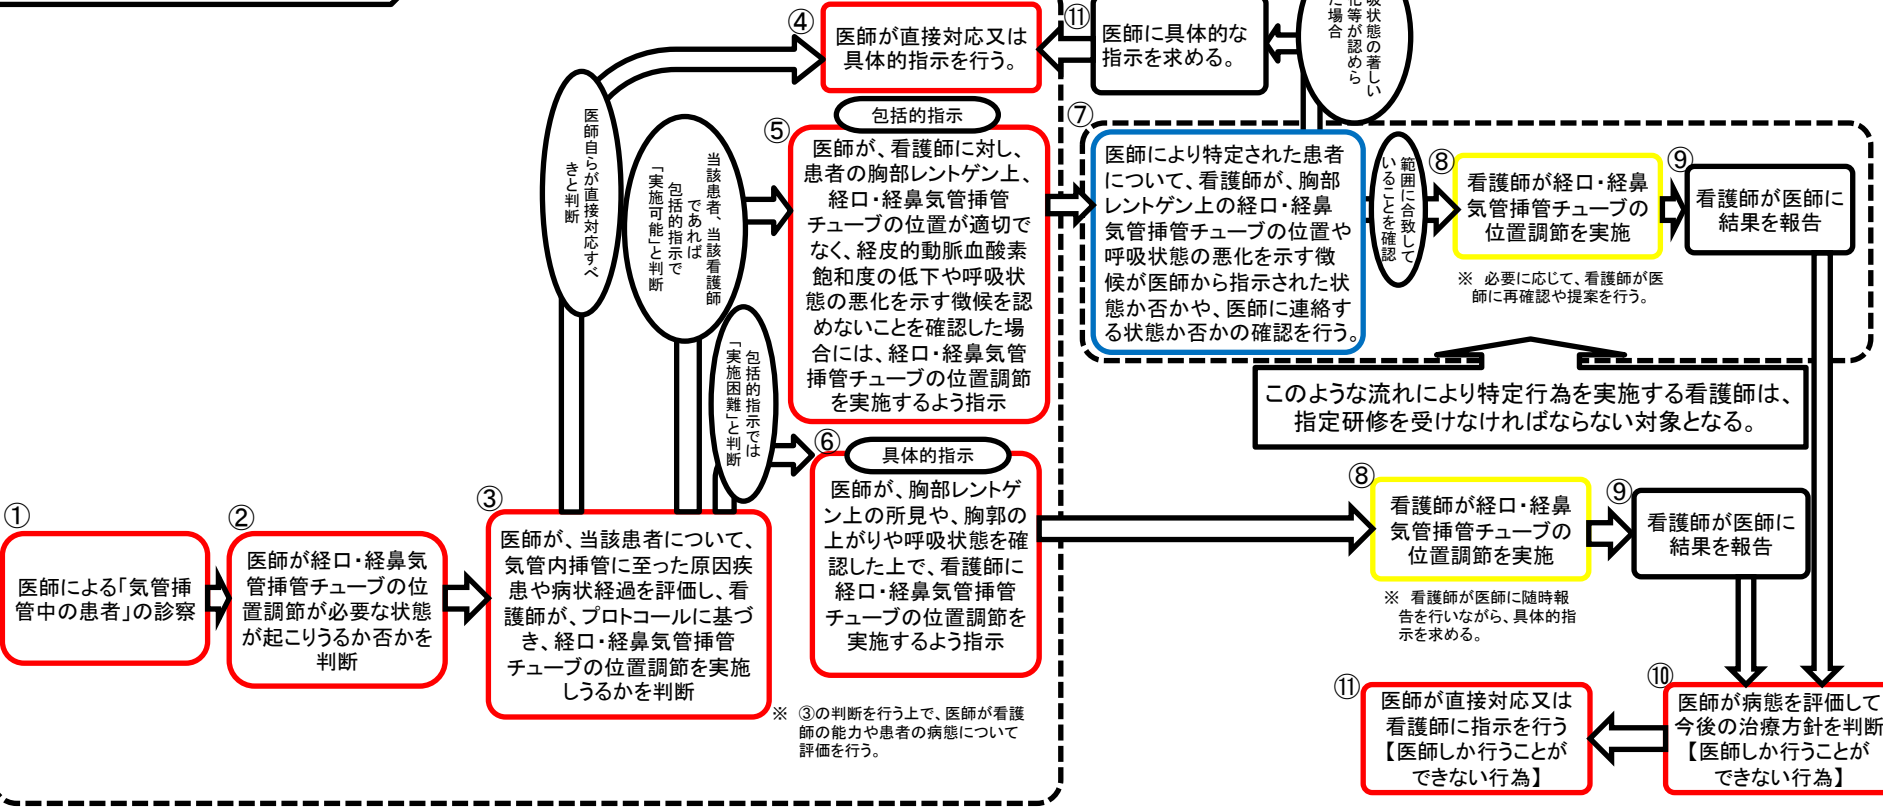 ④
医師が直接対応又は
具体的指示を行う。
⑪
医師に具体的な
指示を求める。
吸状態の著しい
化等が認めら
た場合
医師自らが直接対応すべ
きと判断
当該患者、当該看護師
であれば
包括的指示で
「実施可能」と判断
包括的指示では
「実施困難」と判断
⑤
包括的指示
医師が、看護師に対し、
患者の胸部レントゲン上、
経口・経鼻気管挿管
チューブの位置が適切で
なく、経皮的動脈血酸素
飽和度の低下や呼吸状
態の悪化を示す徴候を認
めないことを確認した場
合には、経口・経鼻気管
挿管チューブの位置調節
を実施するよう指示
⑦
医師により特定された患者
について、看護師が、胸部
レントゲン上の経口・経鼻
気管挿管チューブの位置や
呼吸状態の悪化を示す徴
候が医師から指示された状
態か否かや、医師に連絡す
る状態か否かの確認を行う。
範囲に合致して
いることを確認
⑧
看護師が経口・経鼻
気管挿管チューブの
位置調節を実施
※ 必要に応じて、看護師が医
師に再確認や提案を行う。
⑨
看護師が医師に
結果を報告
このような流れにより特定行為を実施する看護師は、
指定研修を受けなければならない対象となる。
①
医師による「気管挿
管中の患者」の診察
②
医師が経口・経鼻気
管挿管チューブの位
置調節が必要な状態
が起こりうるか否かを
判断
③
医師が、当該患者について、
気管内挿管に至った原因疾
患や病状経過を評価し、看
護師が、プロトコールに基づ
き、経口・経鼻気管挿管
チューブの位置調節を実施
しうるかを判断
※ ③の判断を行う上で、医師が看護
師の能力や患者の病態について
評価を行う。
⑥
具体的指示
医師が、胸部レントゲ
ン上の所見や、胸郭の
上がりや呼吸状態を確
認した上で、看護師に
経口・経鼻気管挿管
チューブの位置調節を
実施するよう指示
⑧
看護師が経口・経鼻
気管挿管チューブの
位置調節を実施
※ 看護師が医師に随時報
告を行いながら、具体的指
示を求める。
⑨
看護師が医師に
結果を報告
⑩
医師が病態を評価して
今後の治療方針を判断
【医師しか行うことが
できない行為】
⑪
医師が直接対応又は
看護師に指示を行う
【医師しか行うことが
できない行為】